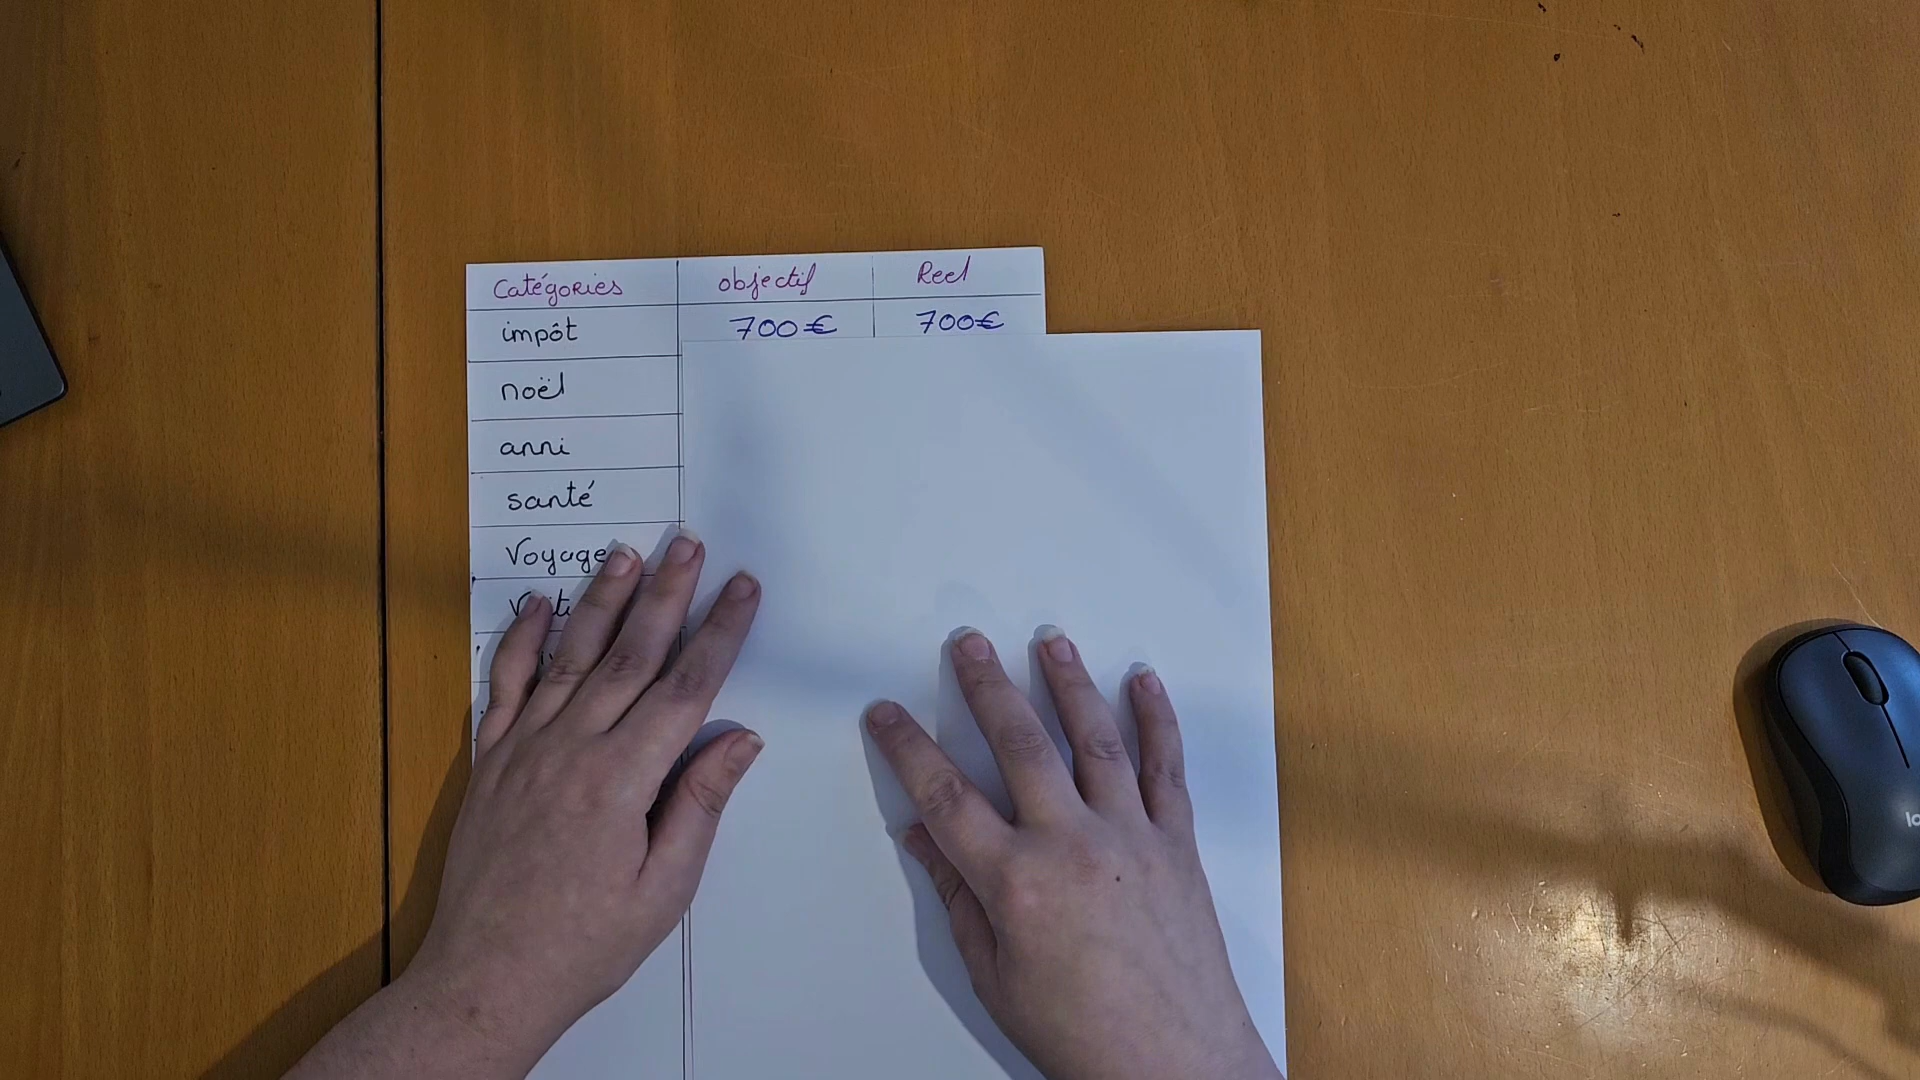 Catégories objectif Reel
impôt 700€ 700€
noël
anni
santé
Voyage